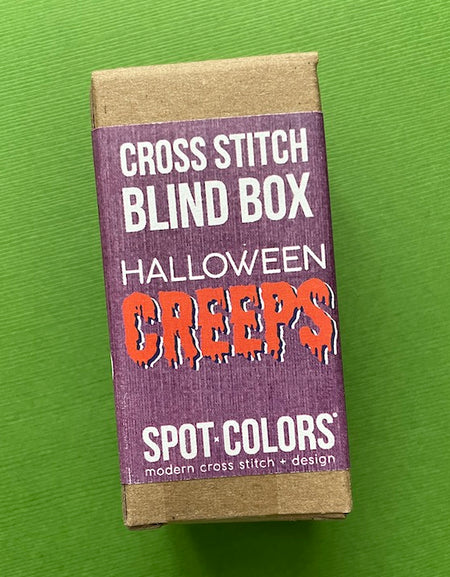 CROSS STITCH
BLIND BOX
HALLOWEEN
CREEPS
SPOT × COLORS®
modern cross stitch + design